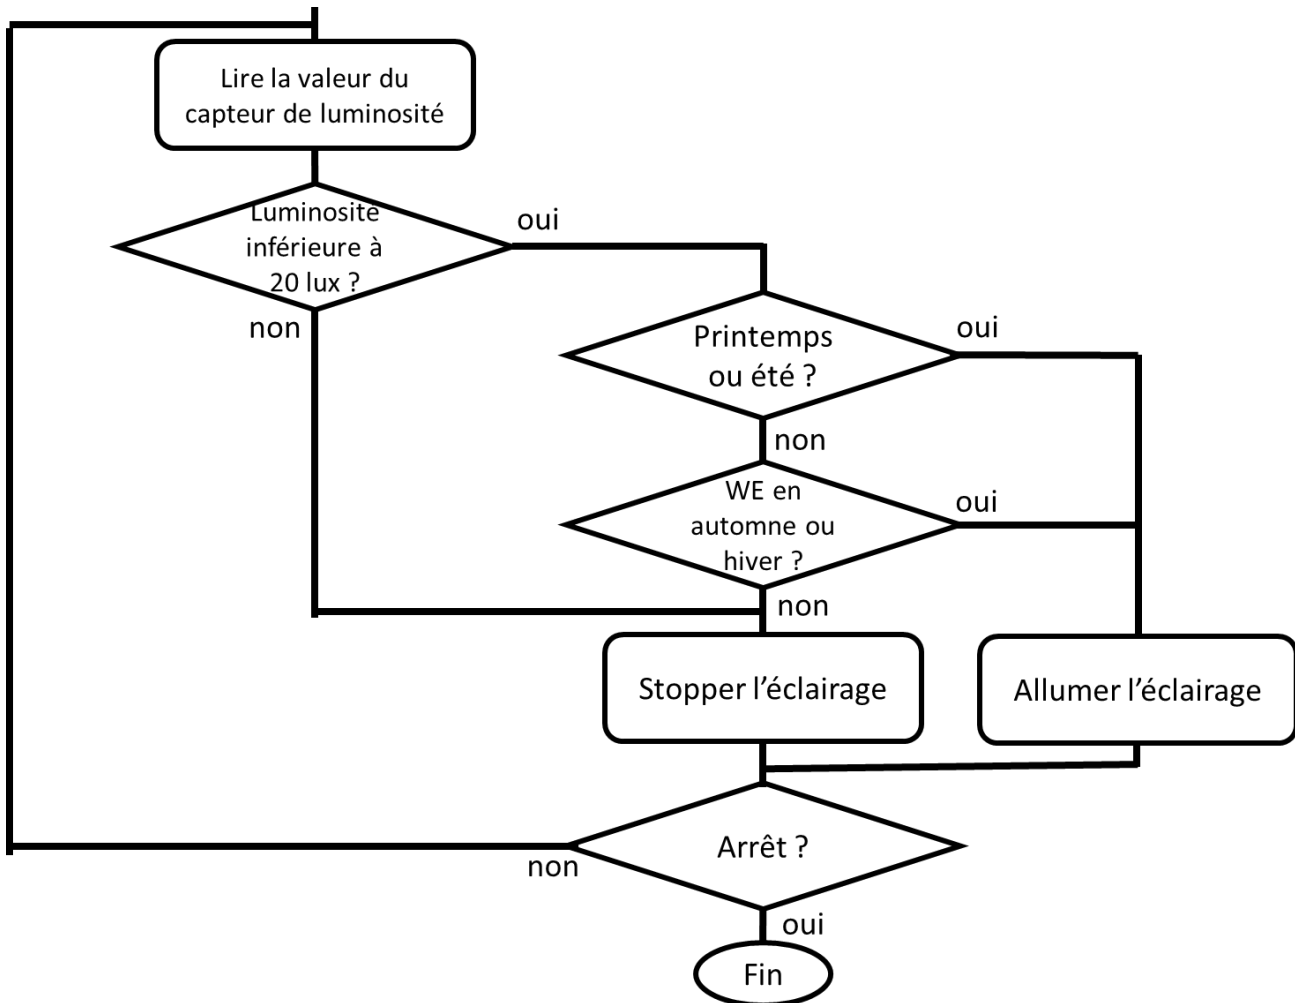 Lire la valeur du
capteur de luminosité
Luminosité
inférieure à
20 lux ?
oui
non
Printemps
ou été ?
oui
non
WE en
automne ou
hiver ?
oui
non
Stopper l’éclairage
Allumer l’éclairage
Arrêt ?
non
oui
Fin